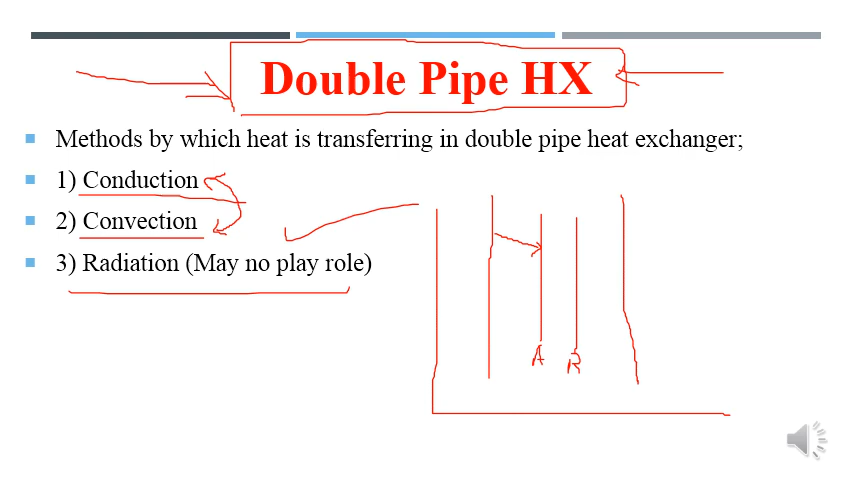 Double Pipe HX
Methods by which heat is transferring in double pipe heat exchanger;
1) Conduction
2) Convection
3) Radiation (May no play role)
A R